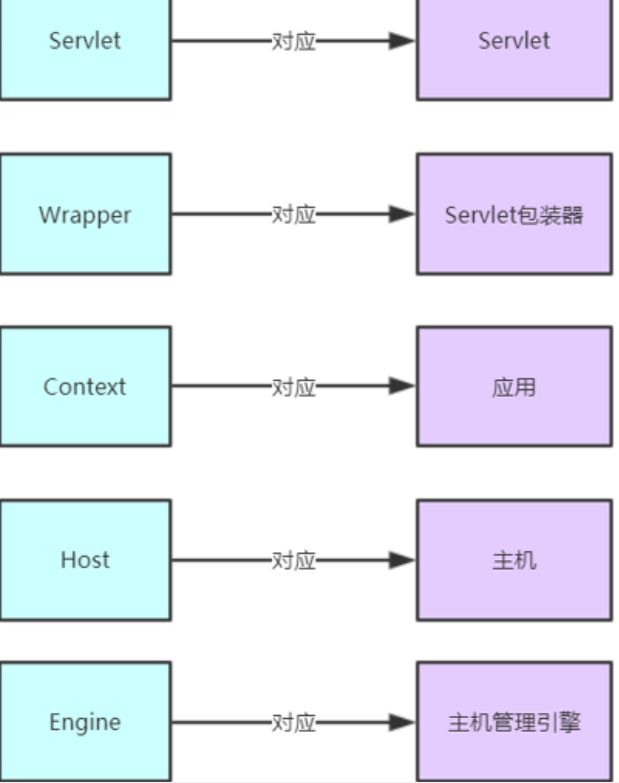 Servlet 对应 Servlet
Wrapper 对应 Servlet包装器
Context 对应 应用
Host 对应 主机
Engine 对应 主机管理引擎